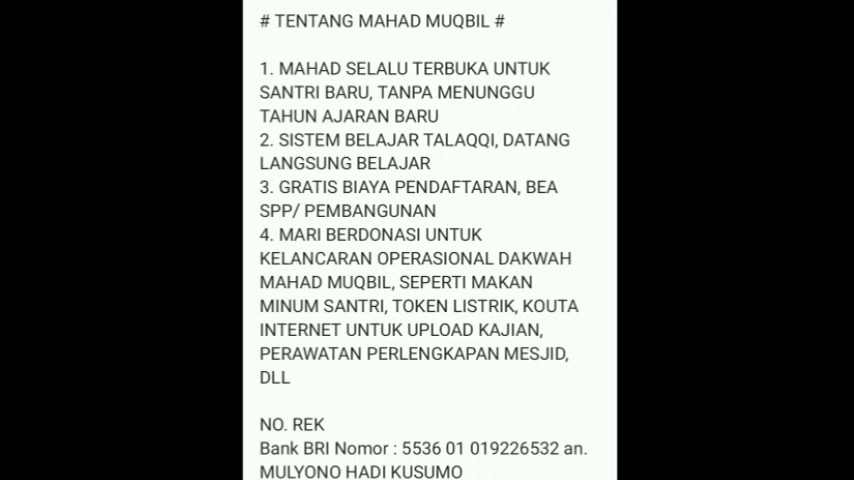 # TENTANG MAHAD MUQBIL #
1. MAHAD SELALU TERBUKA UNTUK
SANTRI BARU, TANPA MENUNGGU
TAHUN AJARAN BARU
2. SISTEM BELAJAR TALAQQI, DATANG
LANGSUNG BELAJAR
3. GRATIS BIAYA PENDAFTARAN, BEA
SPP/ PEMBANGUNAN
4. MARI BERDONASI UNTUK
KELANCARAN OPERASIONAL DAKWAH
MAHAD MUQBIL, SEPERTI MAKAN
MINUM SANTRI, TOKEN LISTRIK, KOUTA
INTERNET UNTUK UPLOAD KAJIAN,
PERAWATAN PERLENGKAPAN MESJID,
DLL
NO. REK
Bank BRI Nomor : 5536 01 019226532 an.
MULYONO HADI KUSUMO